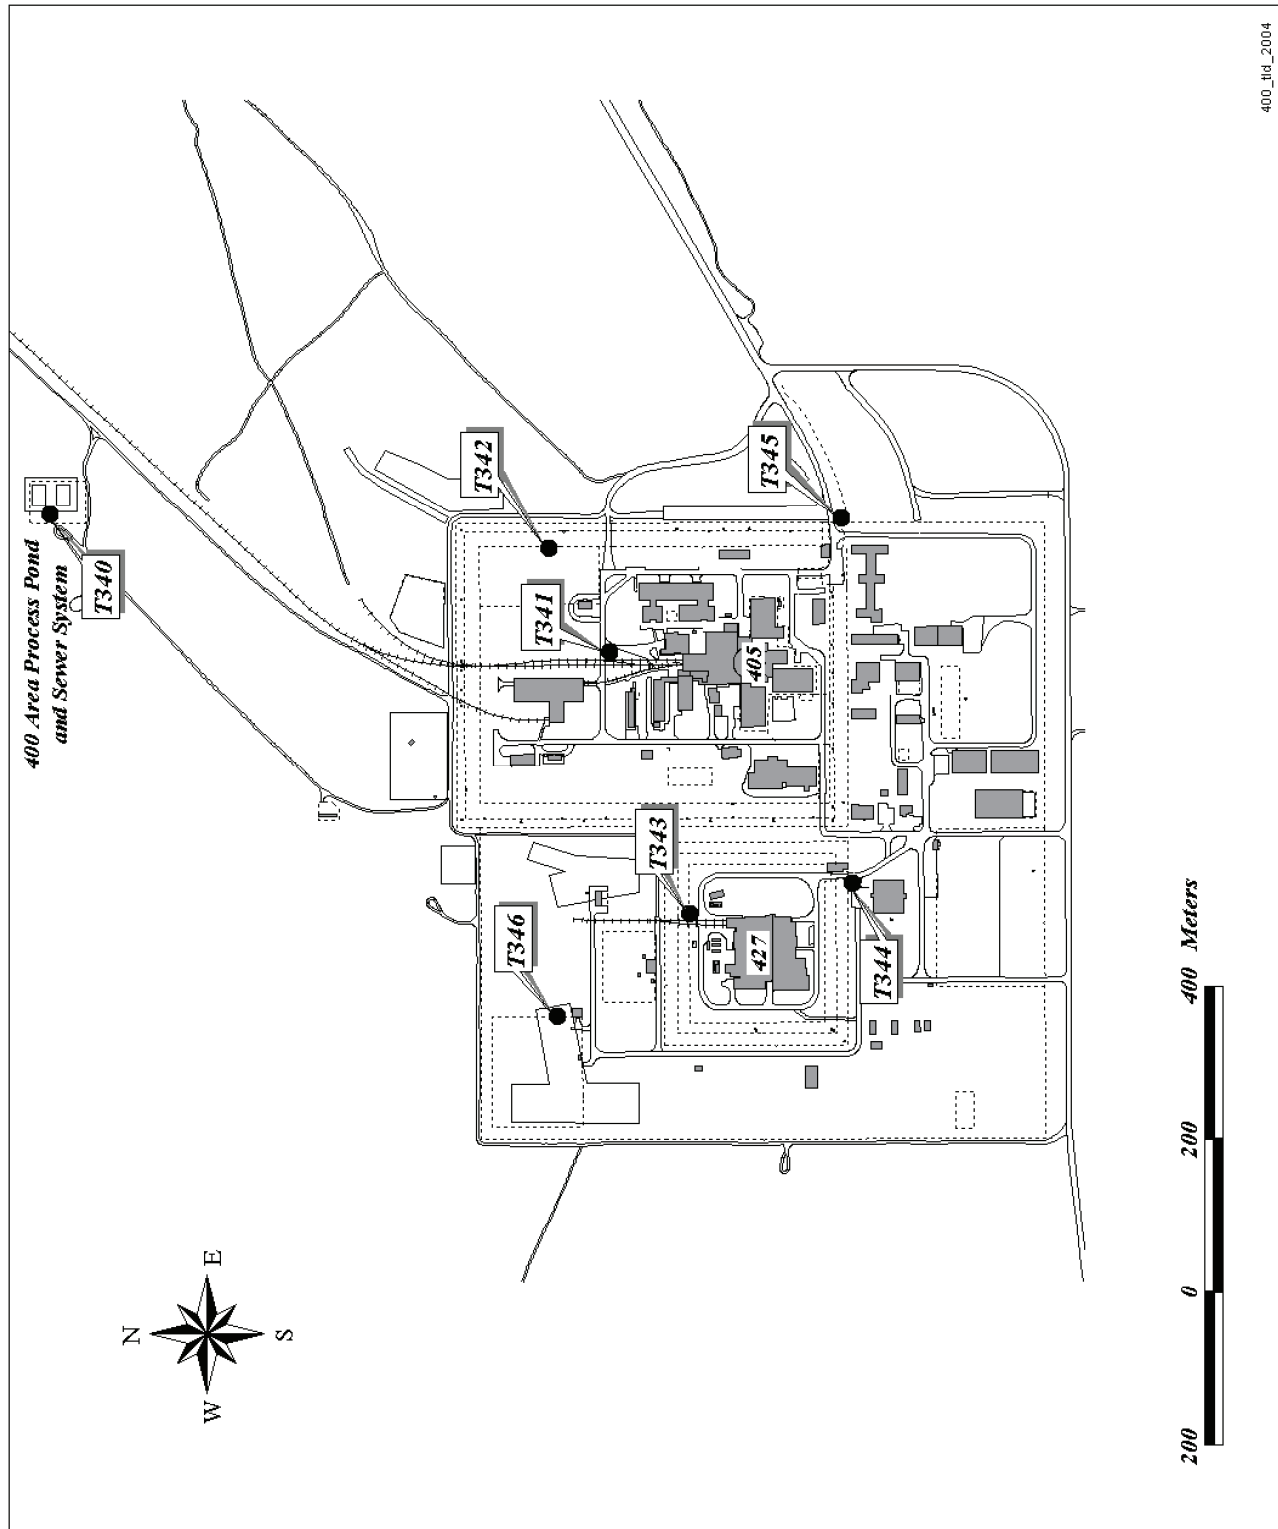 400_tld_2004
400 Area Process Pond
and Sewer System
T340
T342
T345
T341
405
T343
T346
427
T344
N
E
S
W
200
0
200
400 Meters